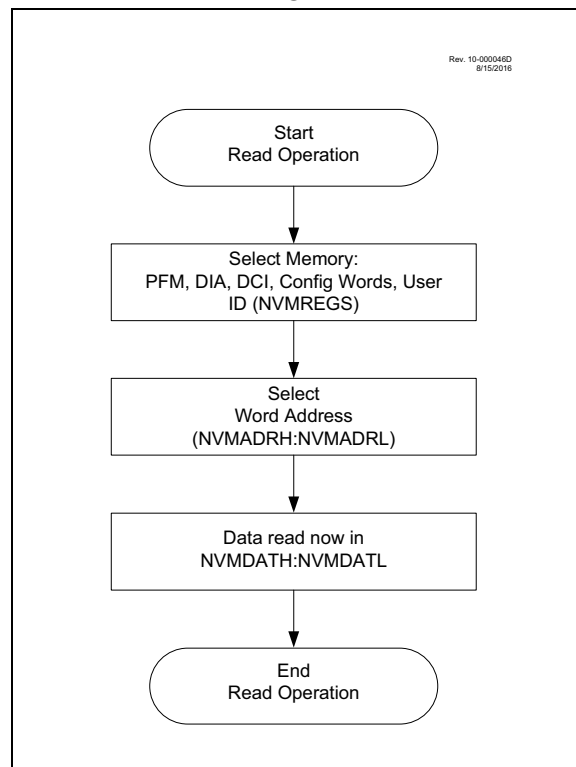 Rev. 10-000046D
8/15/2016
Start
Read Operation
Select Memory:
PFM, DIA, DCI, Config Words, User
ID (NVMREGS)
Select
Word Address
(NVMADRH:NVMADRL)
Data read now in
NVMDATH:NVMDATL
End
Read Operation